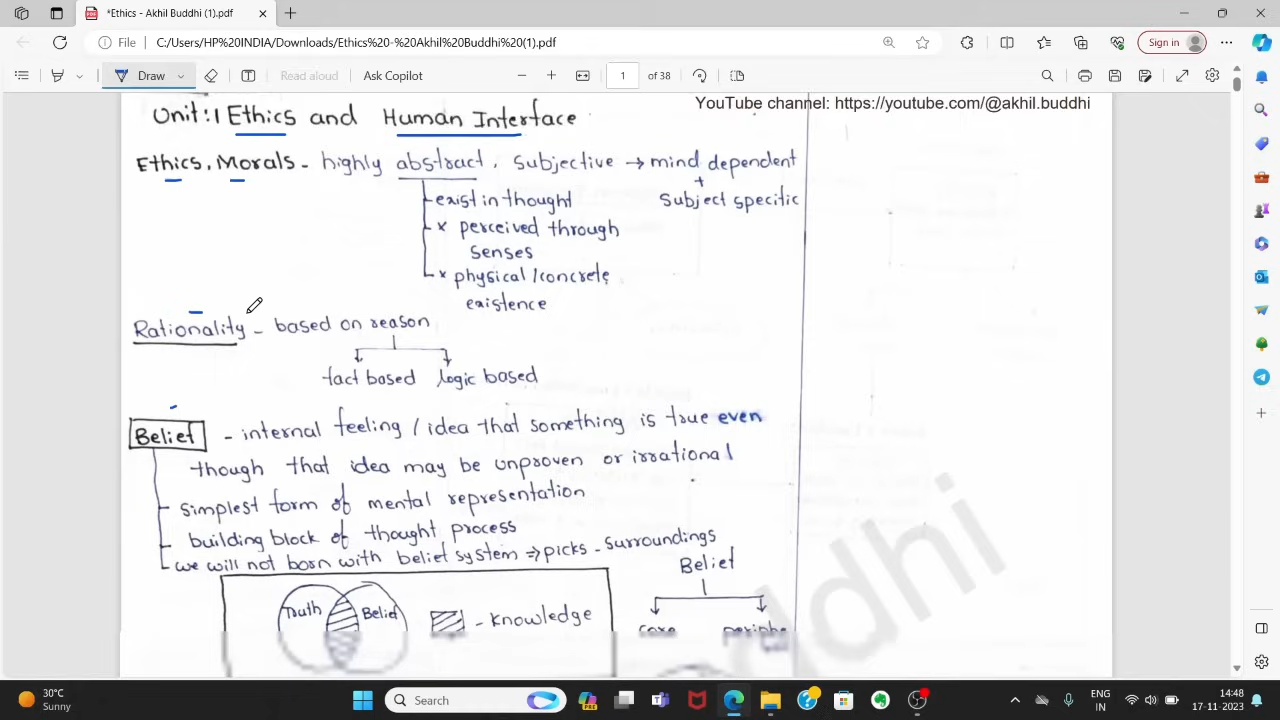 *Ethics - Akhil Buddhi (1).pdf
File C:/Users/HP%20INDIA/Downloads/Ethics%20-%20Akhil%20Buddhi%20(1).pdf
Sign in
Draw
Read aloud
Ask Copilot
1 of 38
YouTube channel: https://youtube.com/@akhil.buddhi
Unit:1 Ethics and Human Interface
Ethics, Morals - highly abstract, Subjective → mind dependent
+
exist in thought Subject specific
x perceived through
senses
x physical /concrete
existence
Rationality - based on reason
fact based logic based
Belief - internal feeling / idea that something is true even
though that idea may be unproven or irrational
simplest form of mental representation
building block of thought process
we will not born with belief system ⇒ picks - surroundings
Belief
Truth Belief - knowledge
core periphe
ddhi
30°C
Sunny
Search
PRE
ENG
IN
14:48
17-11-2023